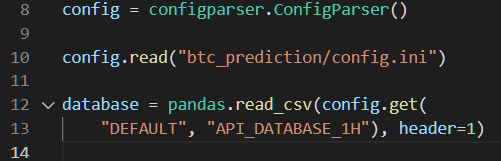 8 config = configparser.ConfigParser()
9
10 config.read("btc_prediction/config.ini")
11
12 database = pandas.read_csv(config.get(
13 "DEFAULT", "API_DATABASE_1H"), header=1)
14